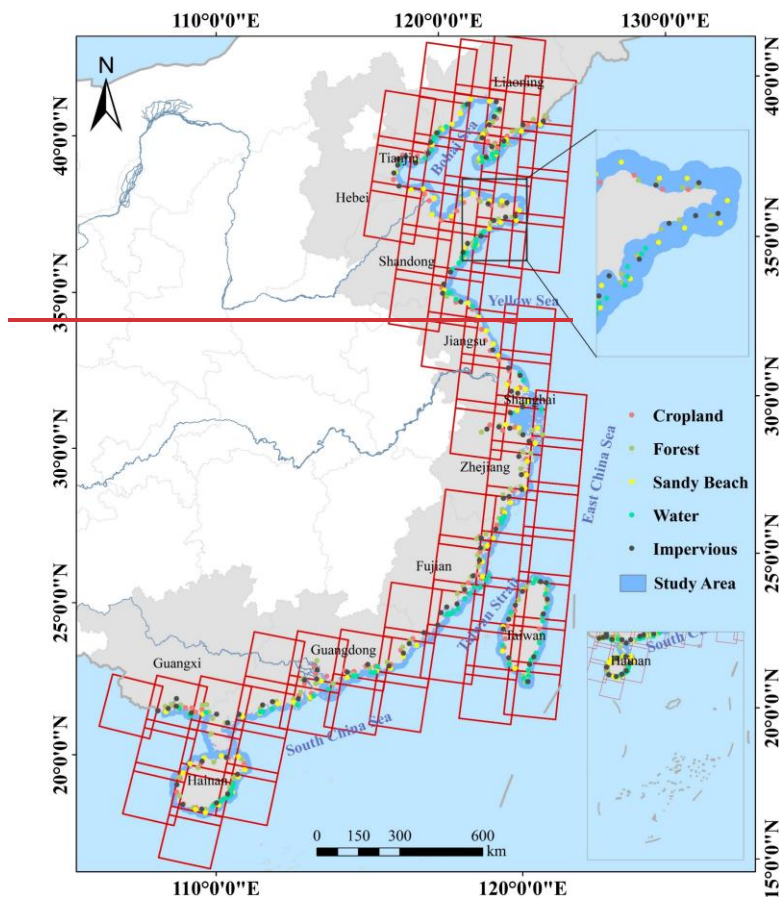 110°0'0"E
120°0'0"E
130°0'0"E
N
Liaoning
40°0'0"N
40°0'0"N
Tianjin
Bohai Sea
Hebei
35°0'0"N
Shandong
Yellow Sea
35°0'0"N
Jiangsu
Shanghai
30°0'0"N
Cropland
30°0'0"N
Forest
Zhejiang
East China Sea
Sandy Beach
Water
Impervious
25°0'0"N
Fujian
Study Area
25°0'0"N
Taiwan Strait
Taiwan
Guangdong
South C
Hainan
Guangxi
20°0'0"N
South China Sea
20°0'0"N
Hainan
0 150 300 600
km
15°0'0"N
110°0'0"E
120°0'0"E